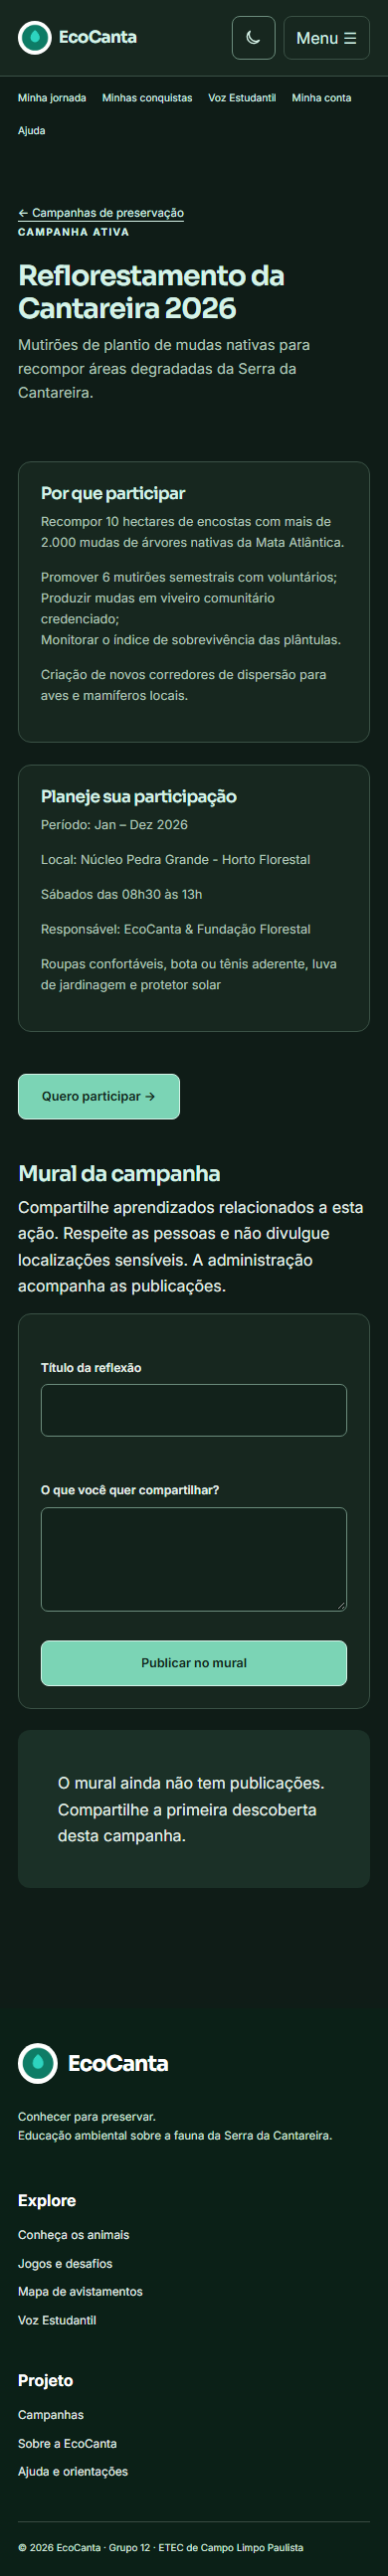 EcoCanta
Menu ☰
Minha jornada Minhas conquistas Voz Estudantil Minha conta
Ajuda
← Campanhas de preservação
CAMPANHA ATIVA
Reflorestamento da
Cantareira 2026
Mutirões de plantio de mudas nativas para
recompor áreas degradadas da Serra da
Cantareira.
Por que participar
Recompor 10 hectares de encostas com mais de
2.000 mudas de árvores nativas da Mata Atlântica.
Promover 6 mutirões semestrais com voluntários;
Produzir mudas em viveiro comunitário
credenciado;
Monitorar o índice de sobrevivência das plântulas.
Criação de novos corredores de dispersão para
aves e mamíferos locais.
Planeje sua participação
Período: Jan – Dez 2026
Local: Núcleo Pedra Grande - Horto Florestal
Sábados das 08h30 às 13h
Responsável: EcoCanta & Fundação Florestal
Roupas confortáveis, bota ou tênis aderente, luva
de jardinagem e protetor solar
Quero participar →
Mural da campanha
Compartilhe aprendizados relacionados a esta
ação. Respeite as pessoas e não divulgue
localizações sensíveis. A administração
acompanha as publicações.
Título da reflexão
O que você quer compartilhar?
Publicar no mural
O mural ainda não tem publicações.
Compartilhe a primeira descoberta
desta campanha.
EcoCanta
Conhecer para preservar.
Educação ambiental sobre a fauna da Serra da Cantareira.
Explore
Conheça os animais
Jogos e desafios
Mapa de avistamentos
Voz Estudantil
Projeto
Campanhas
Sobre a EcoCanta
Ajuda e orientações
© 2026 EcoCanta · Grupo 12 · ETEC de Campo Limpo Paulista